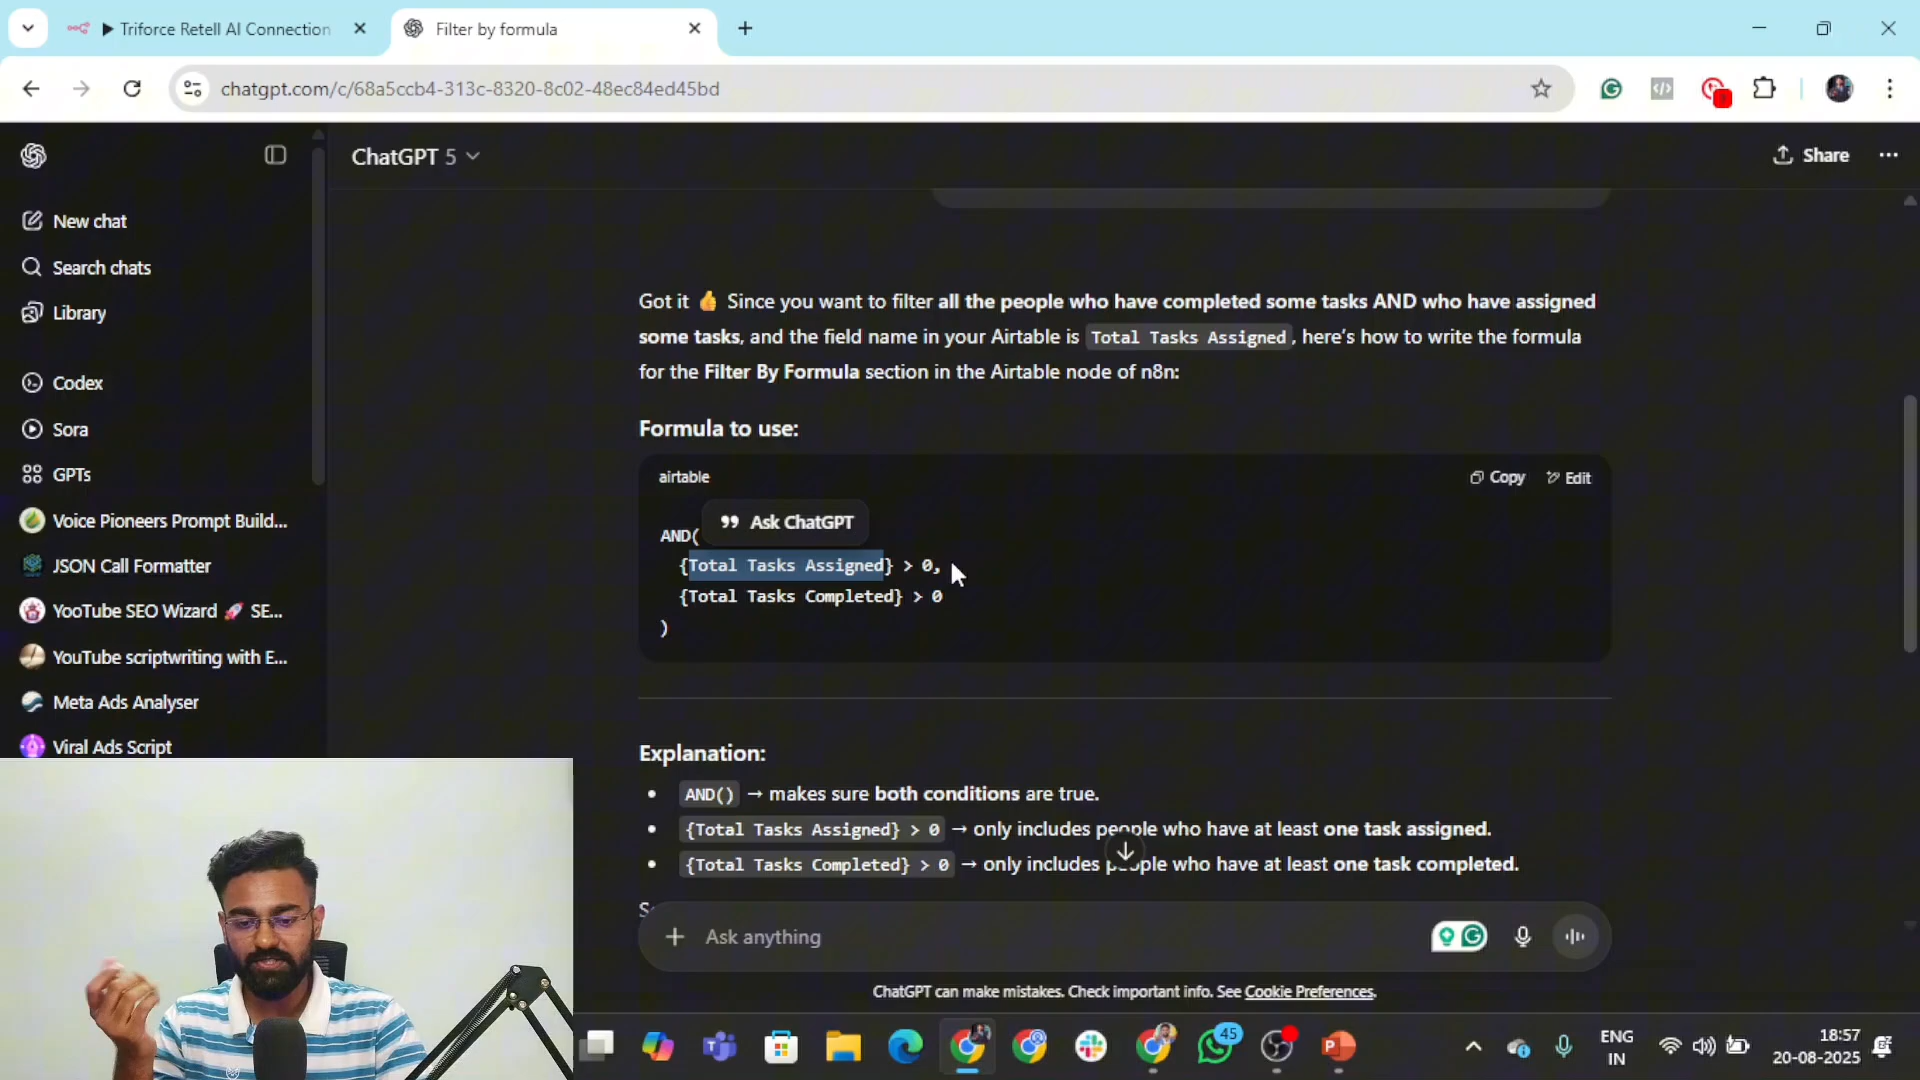 Triforce Retell AI Connection
Filter by formula
chatgpt.com/c/68a5ccb4-313c-8320-8c02-48ec84ed45bd
ChatGPT 5
Share
New chat
Search chats
Library
Codex
Sora
GPTs
Voice Pioneers Prompt Build...
JSON Call Formatter
YooTube SEO Wizard 🚀 SE...
YouTube scriptwriting with E...
Meta Ads Analyser
Viral Ads Script
Got it 👍 Since you want to filter all the people who have completed some tasks AND who have assigned
some tasks, and the field name in your Airtable is Total Tasks Assigned, here's how to write the formula
for the Filter By Formula section in the Airtable node of n8n:
Formula to use:
airtable
Copy
Edit
Ask ChatGPT
AND(
{Total Tasks Assigned} > 0,
{Total Tasks Completed} > 0
)
Explanation:
• AND() → makes sure both conditions are true.
• {Total Tasks Assigned} > 0 → only includes people who have at least one task assigned.
• {Total Tasks Completed} > 0 → only includes people who have at least one task completed.
Ask anything
ChatGPT can make mistakes. Check important info. See Cookie Preferences.
45
ENG
IN
18:57
20-08-2025